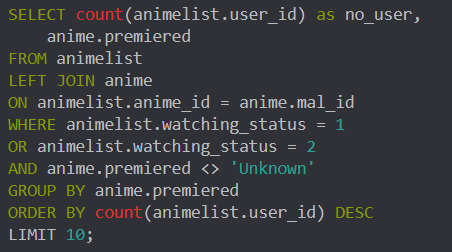 SELECT count(animelist.user_id) as no_user,
    anime.premiered
FROM animelist
LEFT JOIN anime
ON animelist.anime_id = anime.mal_id
WHERE animelist.watching_status = 1
OR animelist.watching_status = 2
AND anime.premiered <> 'Unknown'
GROUP BY anime.premiered
ORDER BY count(animelist.user_id) DESC
LIMIT 10;